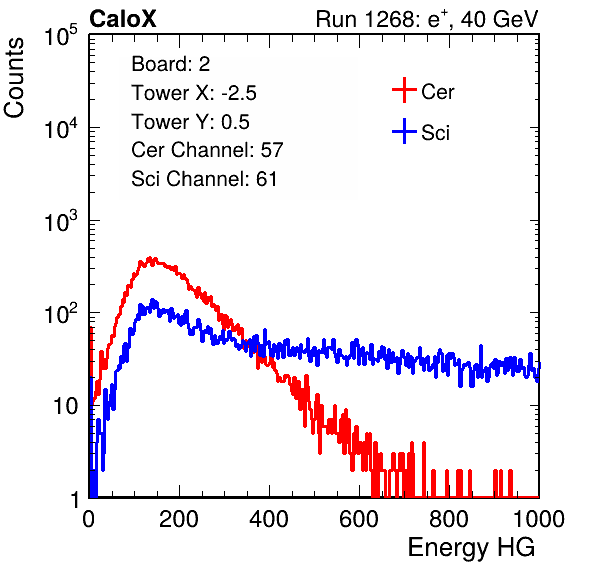 CaloX Run 1268: e⁺, 40 GeV
Counts
Board: 2
Tower X: -2.5
Tower Y: 0.5
Cer Channel: 57
Sci Channel: 61
Cer
Sci
10⁵
10⁴
10³
10²
10
1
0 200 400 600 800 1000
Energy HG